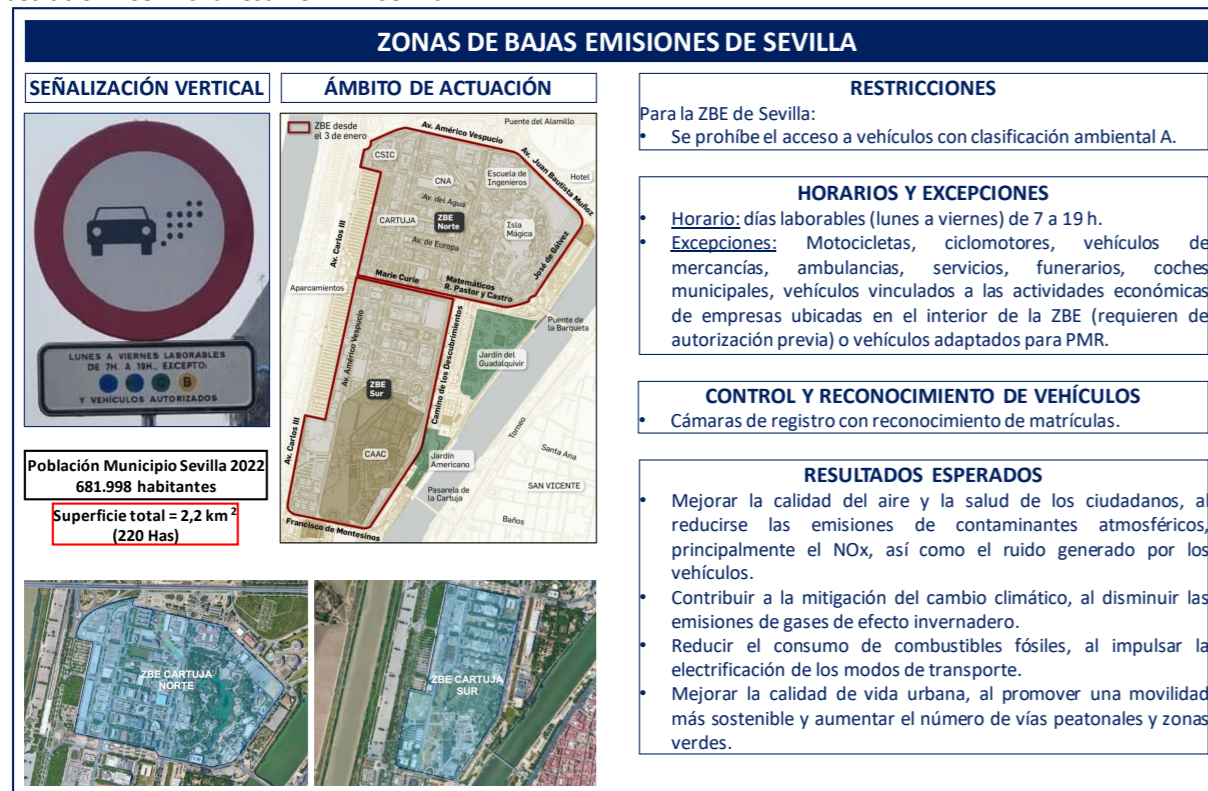 ZONAS DE BAJAS EMISIONES DE SEVILLA
SEÑALIZACIÓN VERTICAL
LUNES A VIERNES LABORABLES
DE 7H. A 19H., EXCEPTO:
B
Y VEHÍCULOS AUTORIZADOS
Población Municipio Sevilla 2022
681.998 habitantes
Superficie total = 2,2 km²
(220 Has)
ÁMBITO DE ACTUACIÓN
ZBE desde
el 3 de enero
Av. Américo Vespucio
Puente del Alamillo
Av. Juan Bautista Muñoz
CSIC
CNA
Escuela de
Ingenieros
Hotel
Av. del Agua
CARTUJA
ZBE
Norte
Isla
Mágica
Av. de Europa
Av. Carlos III
José de Gálvez
Marie Curie
Matemáticos
R. Pastor y Castro
Aparcamientos
Puente de
la Barqueta
Av. Américo Vespucio
Camino de los Descubrimientos
Jardín del
Guadalquivir
ZBE
Sur
Torneo
Av. Carlos III
CAAC
Jardín
Americano
Santa Ana
Pasarela de
la Cartuja
SAN VICENTE
Baños
Francisco de Montesinos
ZBE CARTUJA
NORTE
ZBE CARTUJA
SUR
RESTRICCIONES
Para la ZBE de Sevilla:
• Se prohíbe el acceso a vehículos con clasificación ambiental A.
HORARIOS Y EXCEPCIONES
• Horario: días laborables (lunes a viernes) de 7 a 19 h.
• Excepciones: Motocicletas, ciclomotores, vehículos de
mercancías, ambulancias, servicios, funerarios, coches
municipales, vehículos vinculados a las actividades económicas
de empresas ubicadas en el interior de la ZBE (requieren de
autorización previa) o vehículos adaptados para PMR.
CONTROL Y RECONOCIMIENTO DE VEHÍCULOS
• Cámaras de registro con reconocimiento de matrículas.
RESULTADOS ESPERADOS
• Mejorar la calidad del aire y la salud de los ciudadanos, al
reducirse las emisiones de contaminantes atmosféricos,
principalmente el NOx, así como el ruido generado por los
vehículos.
• Contribuir a la mitigación del cambio climático, al disminuir las
emisiones de gases de efecto invernadero.
• Reducir el consumo de combustibles fósiles, al impulsar la
electrificación de los modos de transporte.
• Mejorar la calidad de vida urbana, al promover una movilidad
más sostenible y aumentar el número de vías peatonales y zonas
verdes.